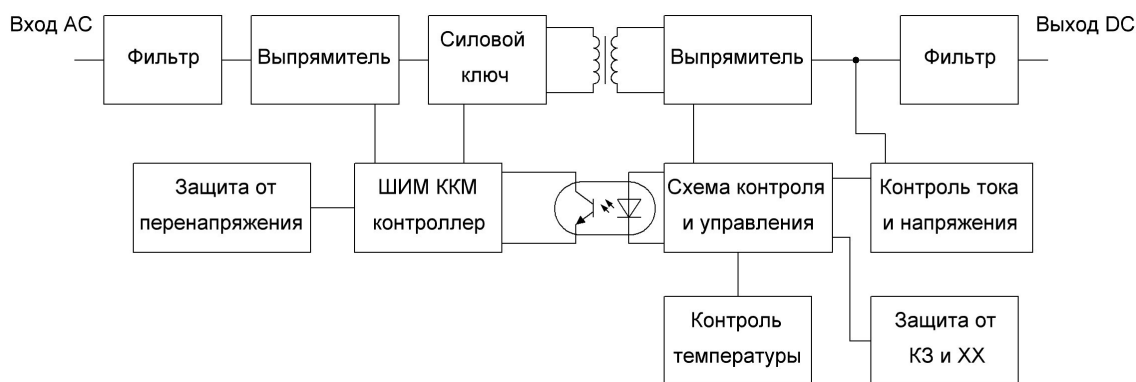 Вход AC
Выход DC
Фильтр
Выпрямитель
Силовой
ключ
Выпрямитель
Фильтр
Защита от
перенапряжения
ШИМ ККМ
контроллер
Схема контроля
и управления
Контроль тока
и напряжения
Контроль
температуры
Защита от
КЗ и ХХ